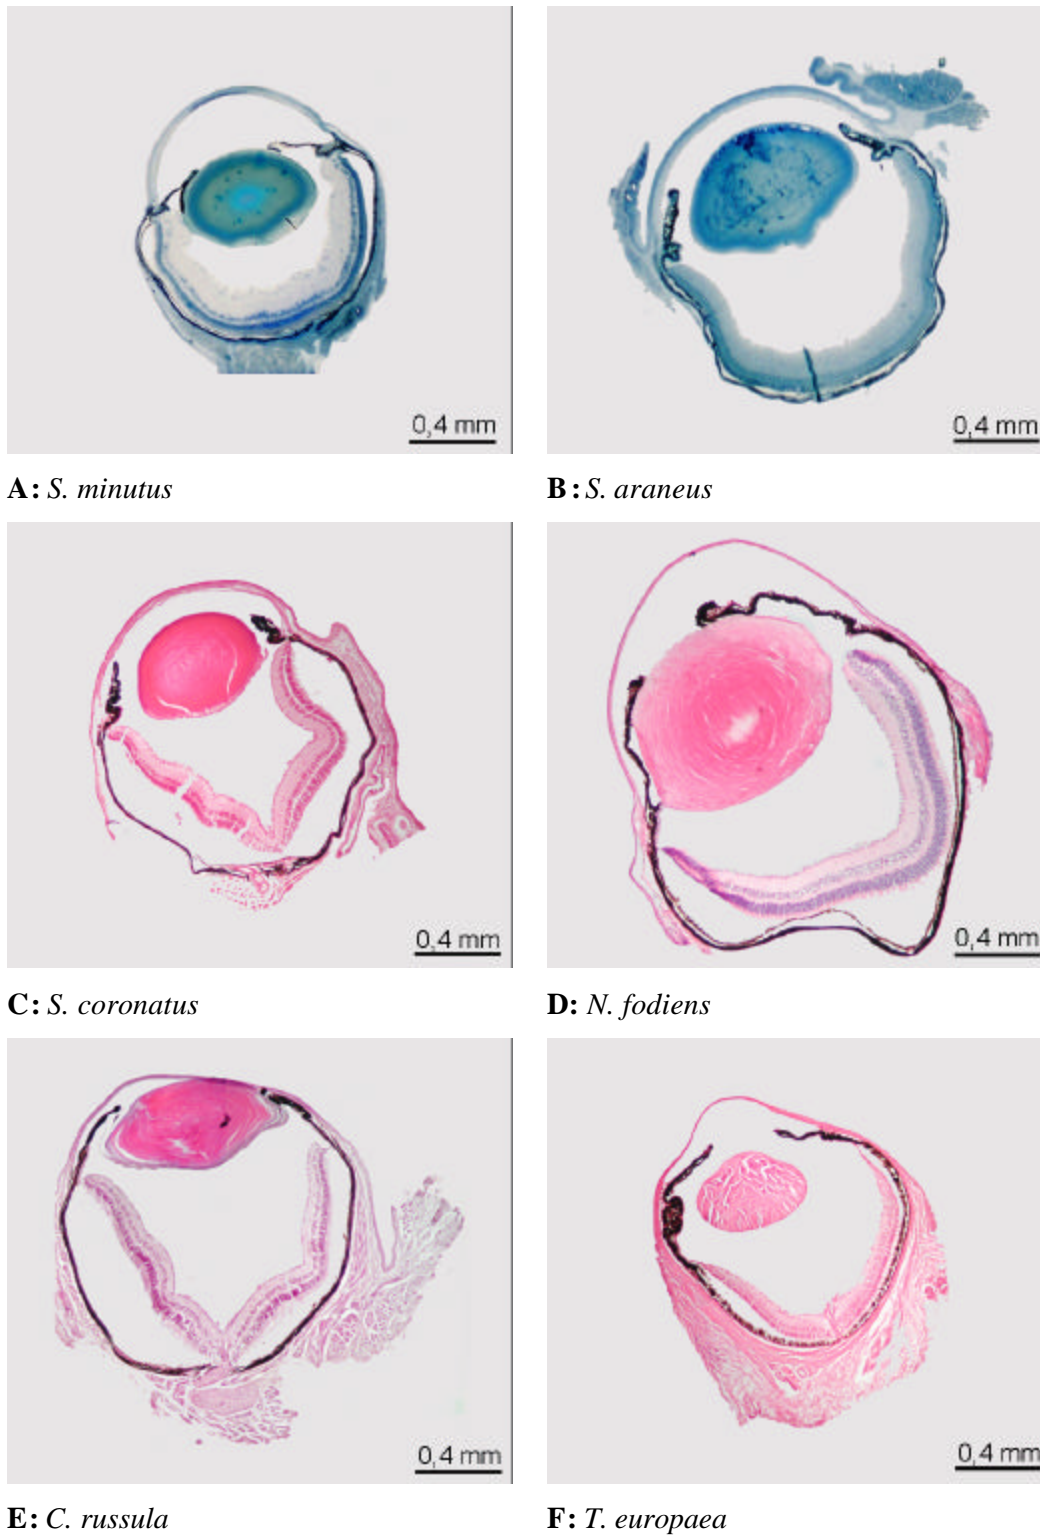 0,4 mm
0,4 mm
A: S. minutus
B: S. araneus
0,4 mm
0,4 mm
C: S. coronatus
D: N. fodiens
0,4 mm
0,4 mm
E: C. russula
F: T. europaea